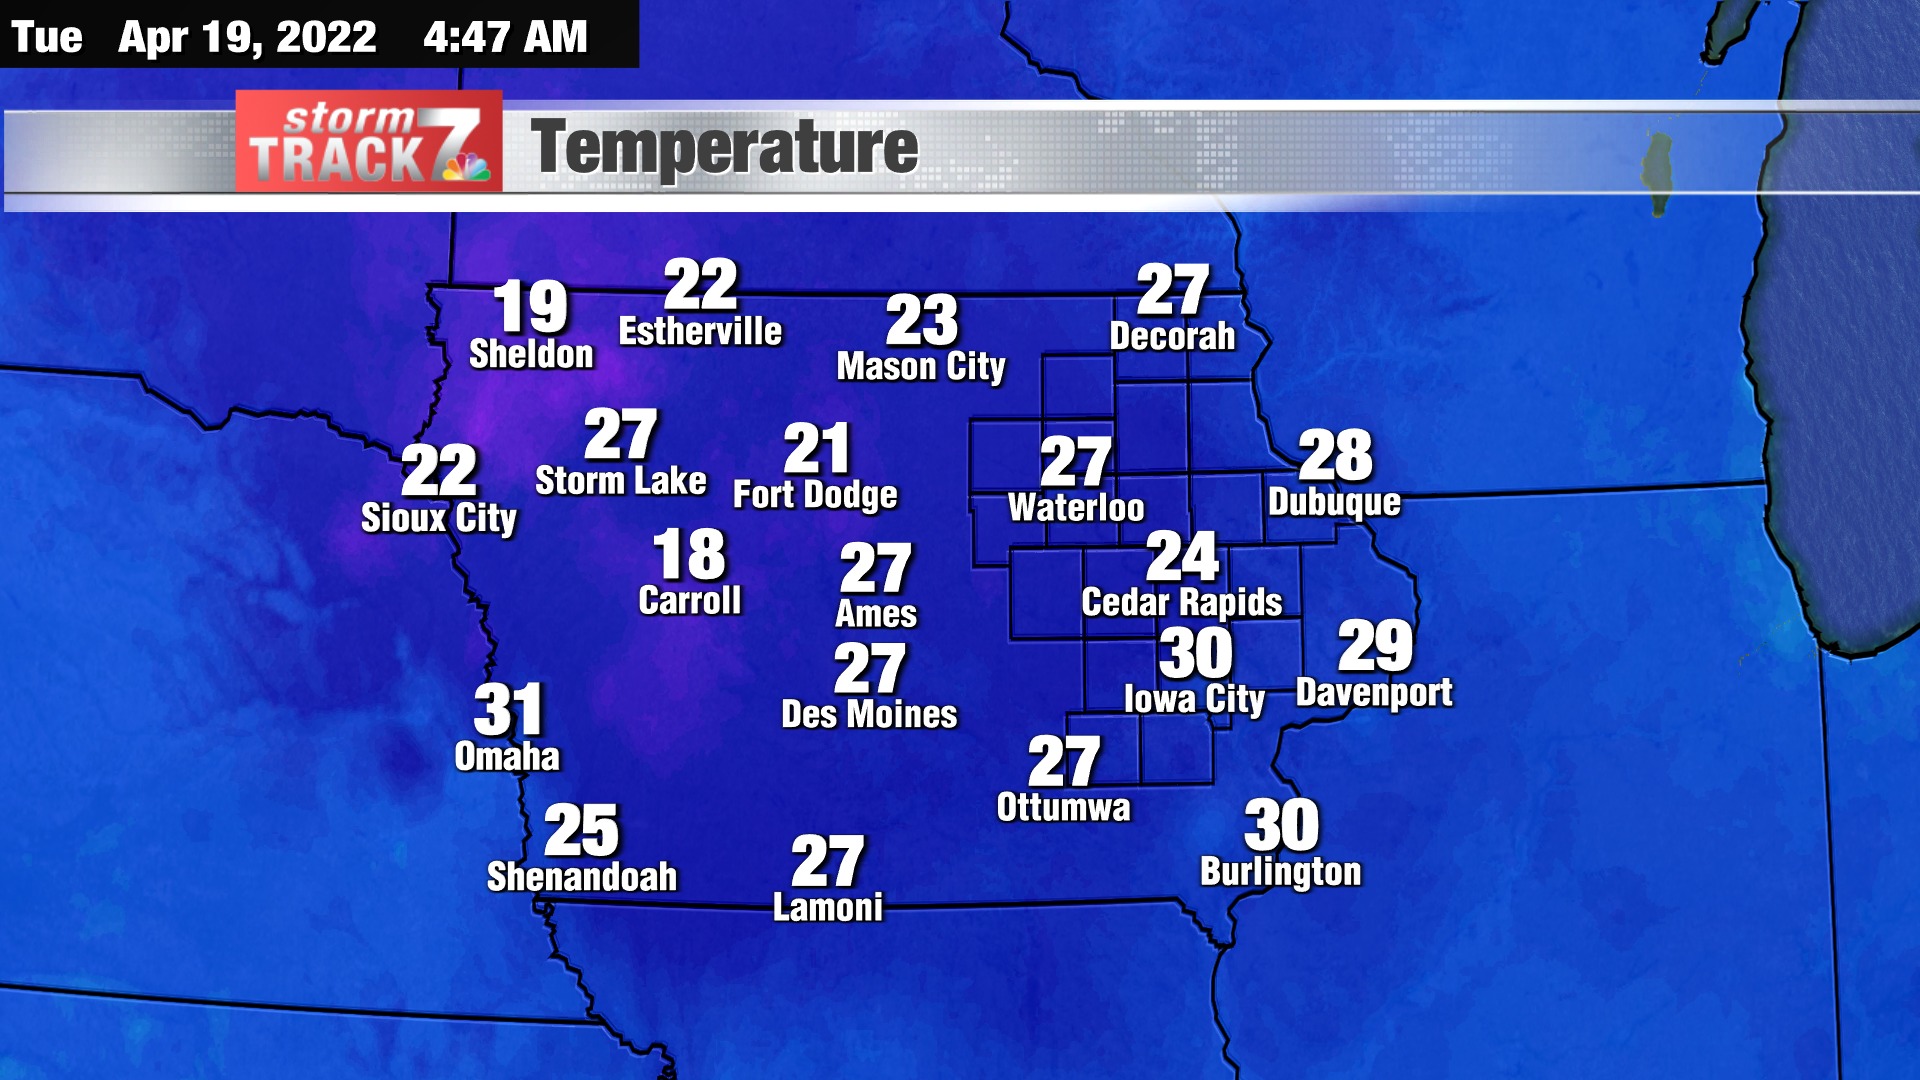 Tue Apr 19, 2022 4:47 AM
storm
TRACK 7
Temperature
19
Sheldon
22
Estherville
23
Mason City
27
Decorah
22
Sioux City
27
Storm Lake
21
Fort Dodge
27
Waterloo
28
Dubuque
18
Carroll
27
Ames
24
Cedar Rapids
31
Omaha
27
Des Moines
30
Iowa City
29
Davenport
25
Shenandoah
27
Lamoni
27
Ottumwa
30
Burlington